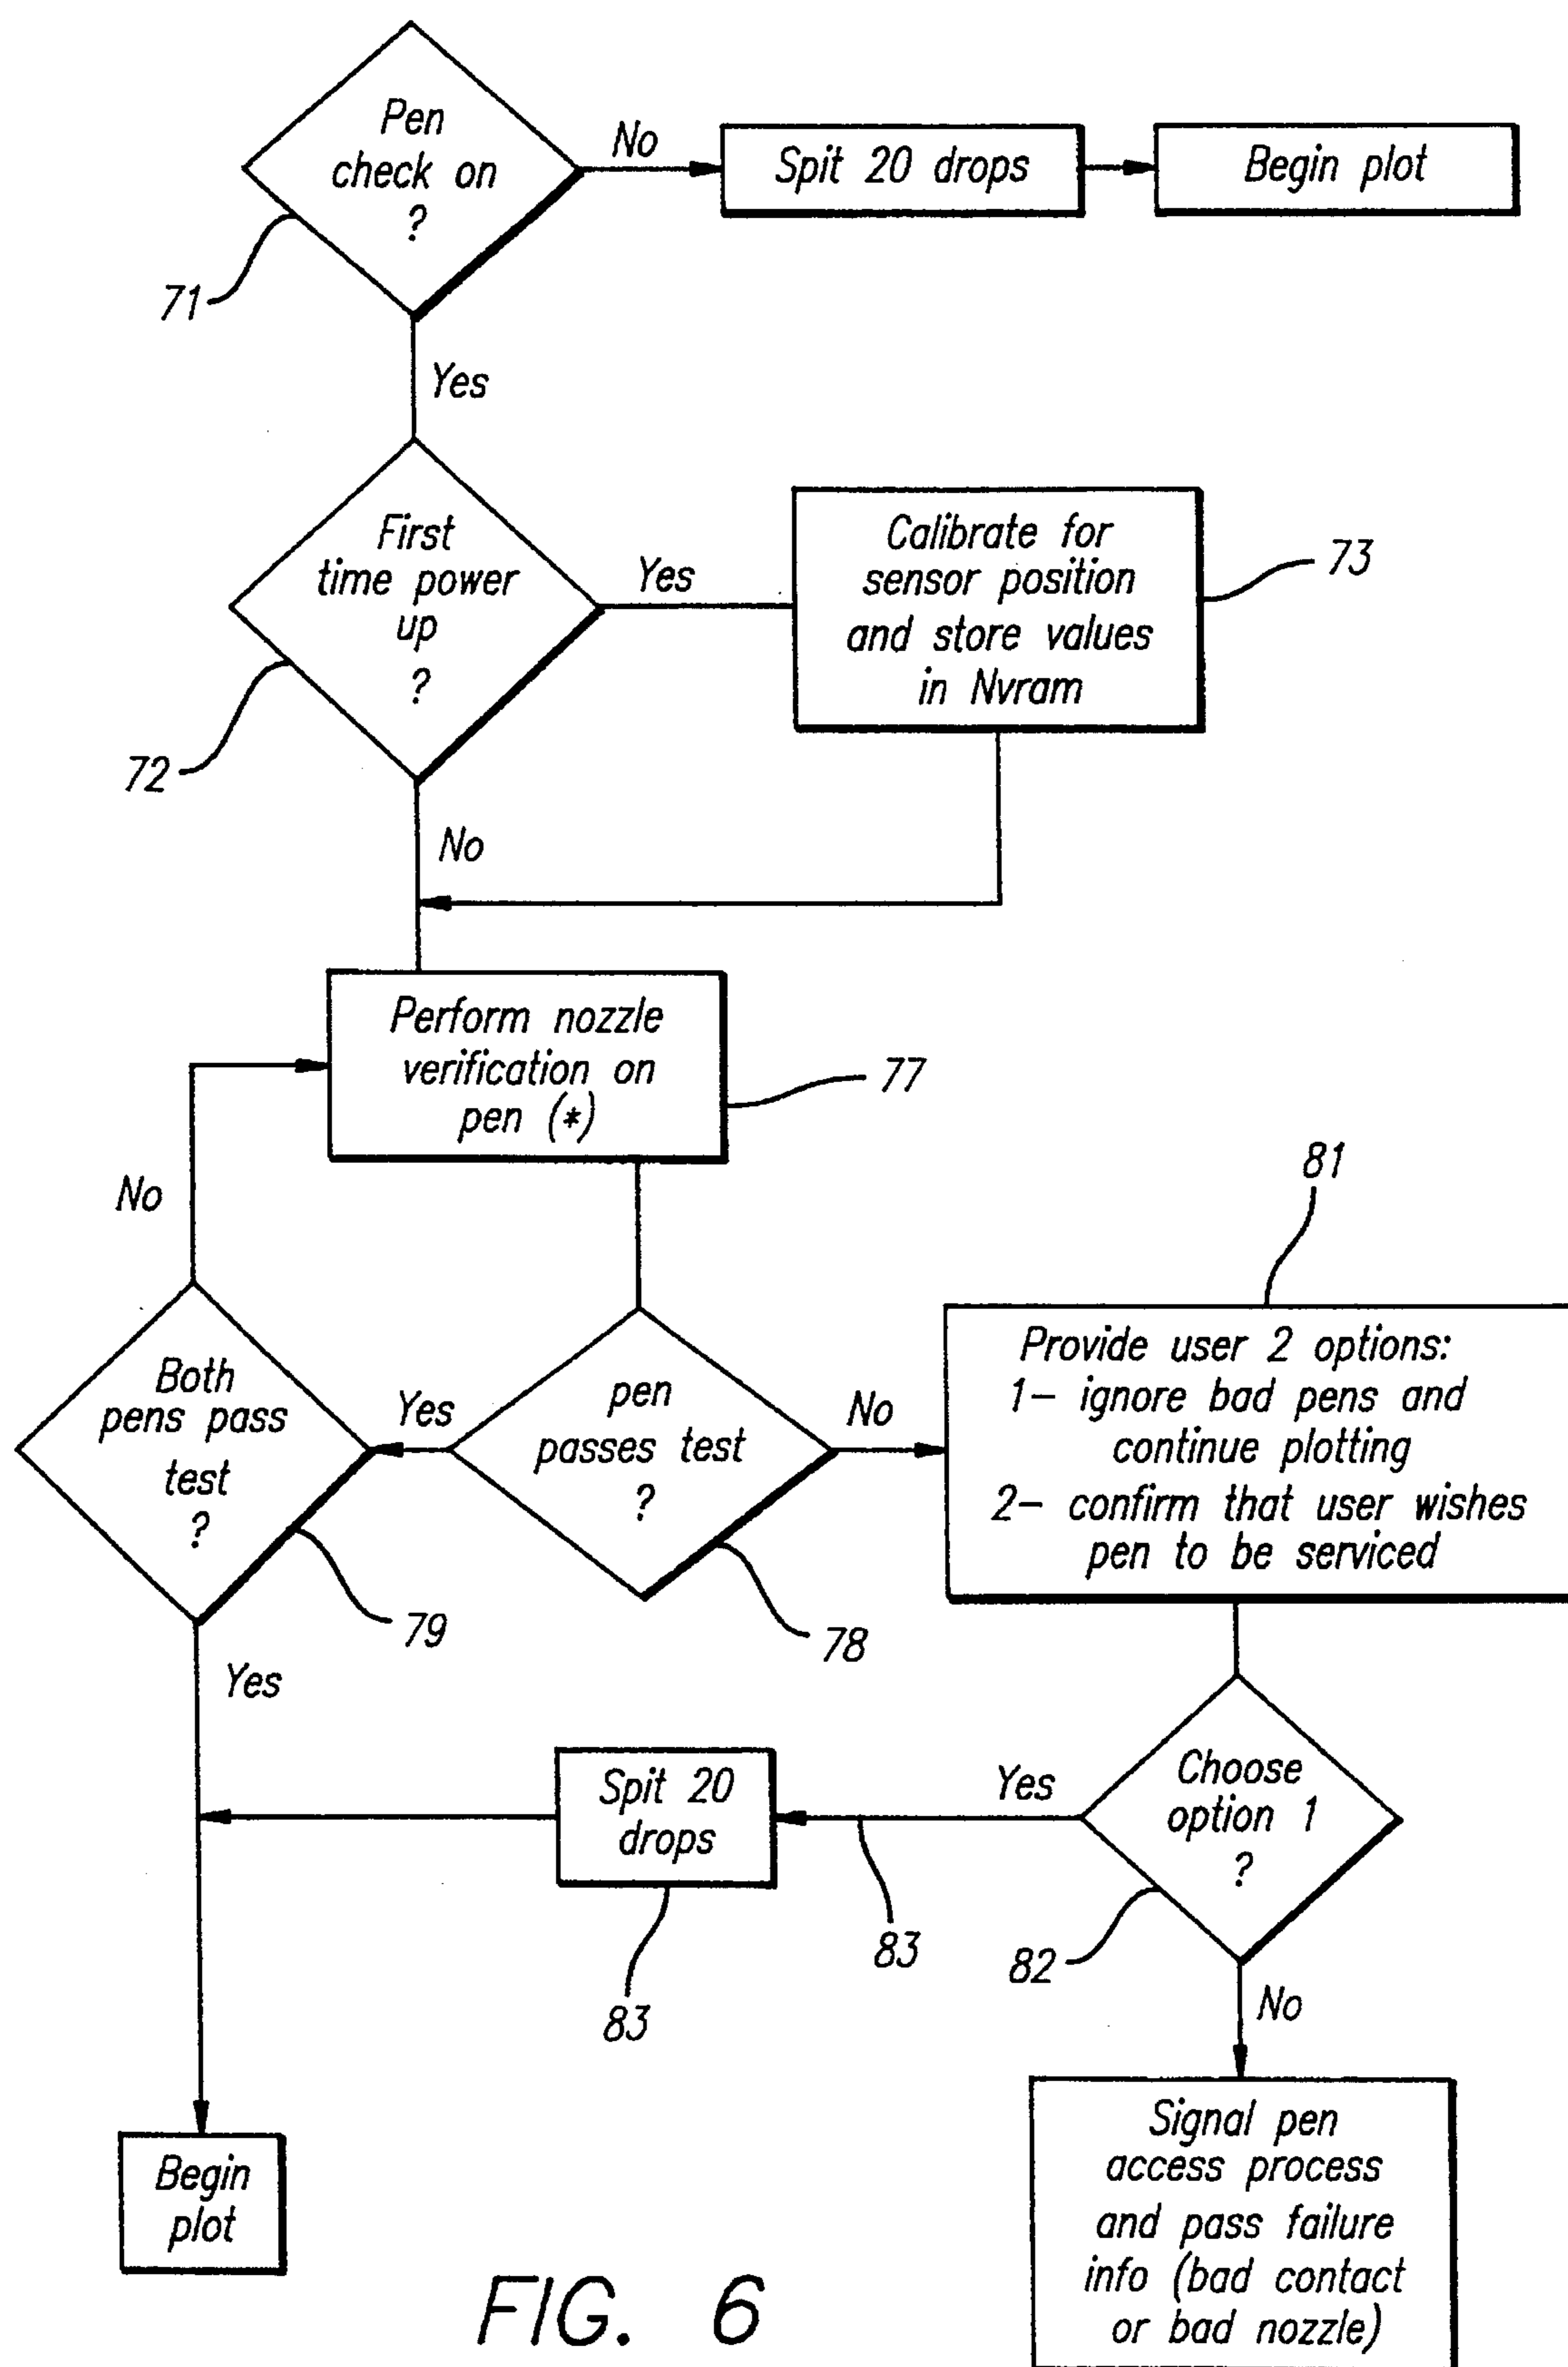 Pen
check on
?
No
Spit 20 drops
Begin plot
71
Yes
First
time power
up
?
Yes
Calibrate for
sensor position
and store values
in Nvram
73
72
No
Perform nozzle
verification on
pen (*)
77
No
81
Both
pens pass
test
?
Yes
pen
passes test
?
No
Provide user 2 options:
1- ignore bad pens and
continue plotting
2- confirm that user wishes
pen to be serviced
79
78
Yes
Spit 20
drops
Yes
Choose
option 1
?
83
83
82
No
Begin
plot
Signal pen
access process
and pass failure
info (bad contact
or bad nozzle)
FIG. 6